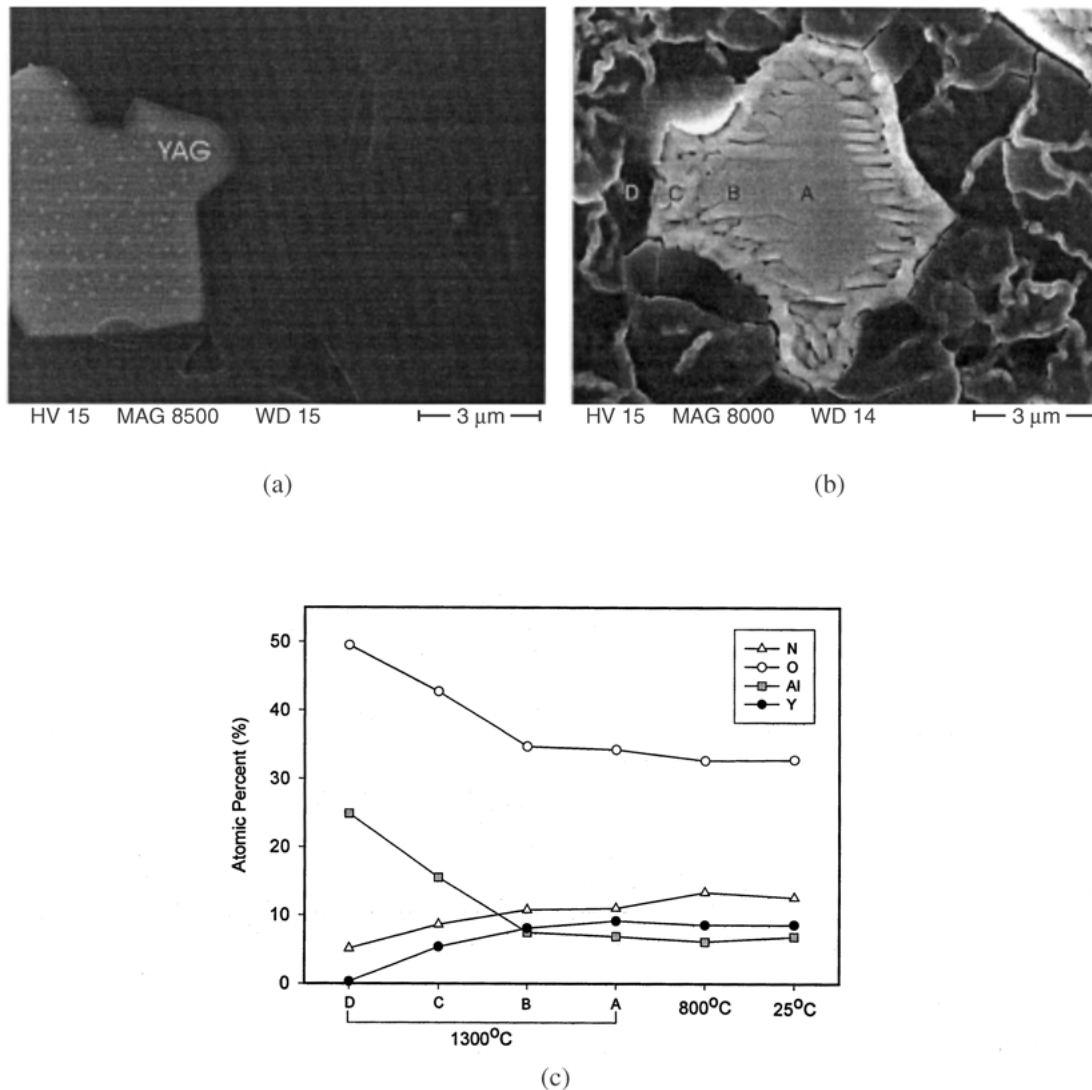 YAG
HV 15 MAG 8500 WD 15 3 μm
(a)
D C B A
HV 15 MAG 8000 WD 14 3 μm
(b)
N
O
Al
Y
Atomic Percent (%)
50
40
30
20
10
0
D C B A 800°C 25°C
1300°C
(c)